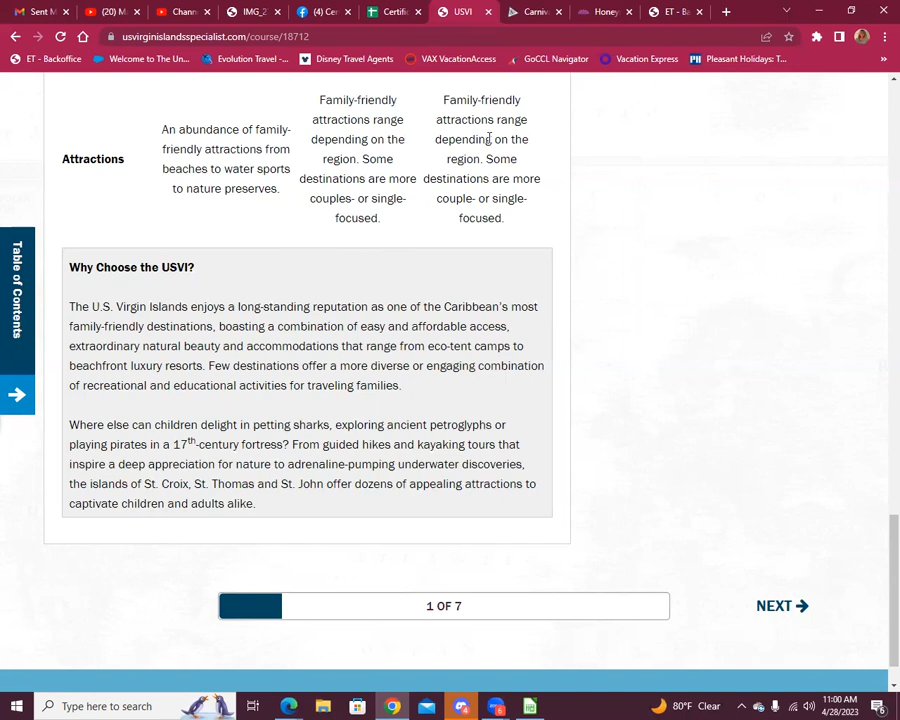 Sent M
(20) M
Chann
IMG_2
(4) Cer
Certific
USVI
Carniv
Honey
ET - Ba
usvirginislandsspecialist.com/course/18712
ET - Backoffice
Welcome to The Un...
Evolution Travel -...
Disney Travel Agents
VAX VacationAccess
GoCCL Navigator
Vacation Express
Pleasant Holidays: T...
Attractions
An abundance of family-
friendly attractions from
beaches to water sports
to nature preserves.
Family-friendly
attractions range
depending on the
region. Some
destinations are more
couples- or single-
focused.
Family-friendly
attractions range
depending on the
region. Some
destinations are more
couple- or single-
focused.
Table of Contents
Why Choose the USVI?
The U.S. Virgin Islands enjoys a long-standing reputation as one of the Caribbean's most
family-friendly destinations, boasting a combination of easy and affordable access,
extraordinary natural beauty and accommodations that range from eco-tent camps to
beachfront luxury resorts. Few destinations offer a more diverse or engaging combination
of recreational and educational activities for traveling families.
Where else can children delight in petting sharks, exploring ancient petroglyphs or
playing pirates in a 17th-century fortress? From guided hikes and kayaking tours that
inspire a deep appreciation for nature to adrenaline-pumping underwater discoveries,
the islands of St. Croix, St. Thomas and St. John offer dozens of appealing attractions to
captivate children and adults alike.
1 OF 7
NEXT
Type here to search
80°F Clear
11:00 AM
4/28/2023